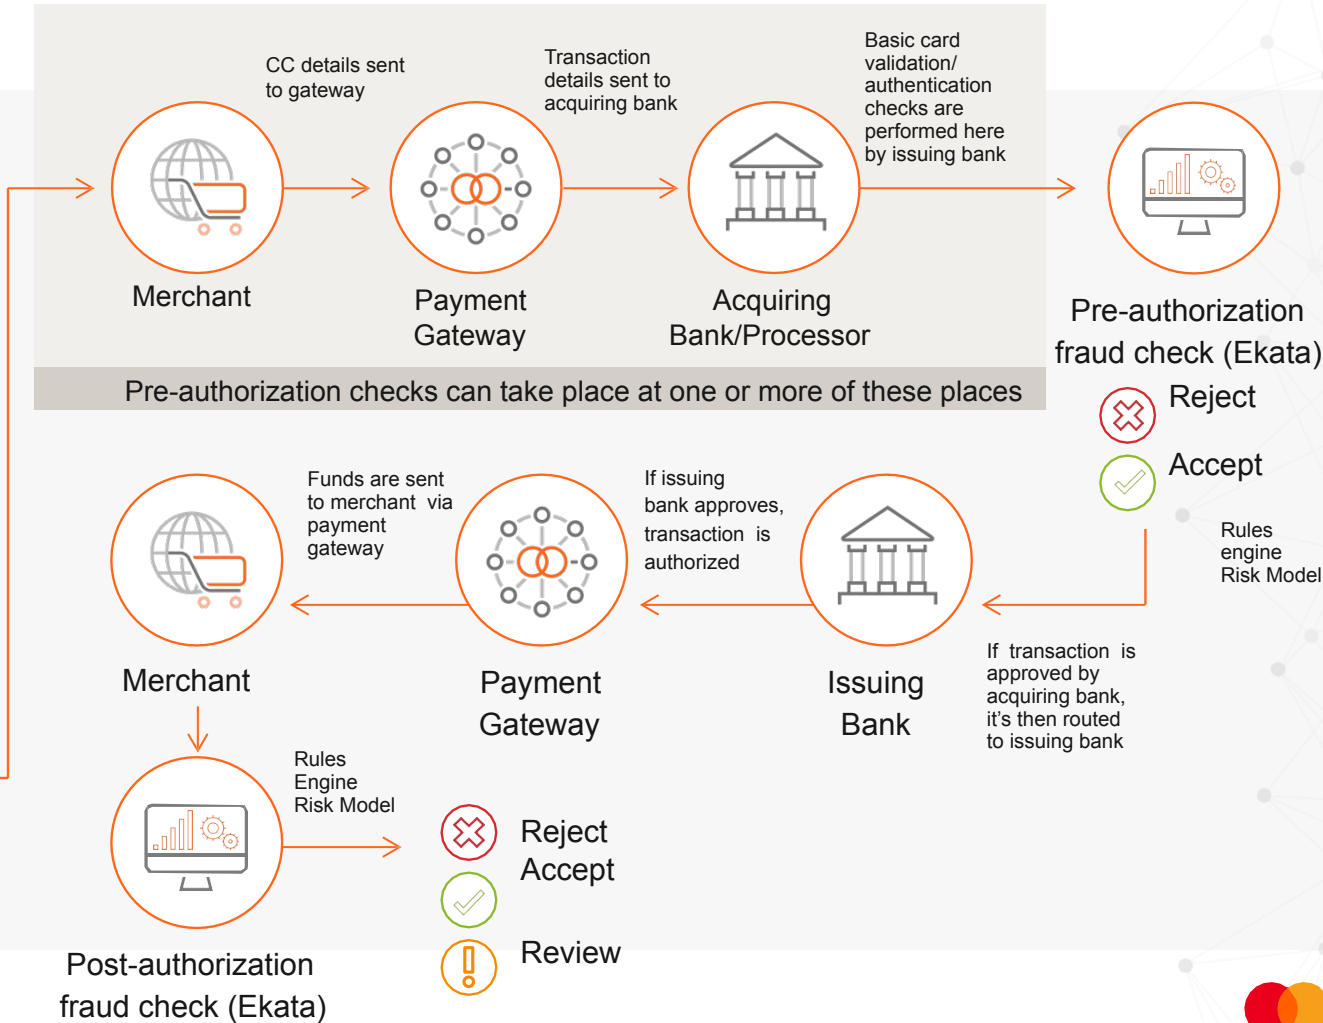 CC details sent
to gateway
Transaction
details sent to
acquiring bank
Basic card
validation/
authentication
checks are
performed here
by issuing bank
Merchant
Payment
Gateway
Acquiring
Bank/Processor
Pre-authorization
fraud check (Ekata)
Pre-authorization checks can take place at one or more of these places
Reject
Accept
Rules
engine
Risk Model
Funds are sent
to merchant via
payment
gateway
If issuing
bank approves,
transaction is
authorized
If transaction is
approved by
acquiring bank,
it's then routed
to issuing bank
Merchant
Payment
Gateway
Issuing
Bank
Rules
Engine
Risk Model
Reject
Accept
Review
Post-authorization
fraud check (Ekata)